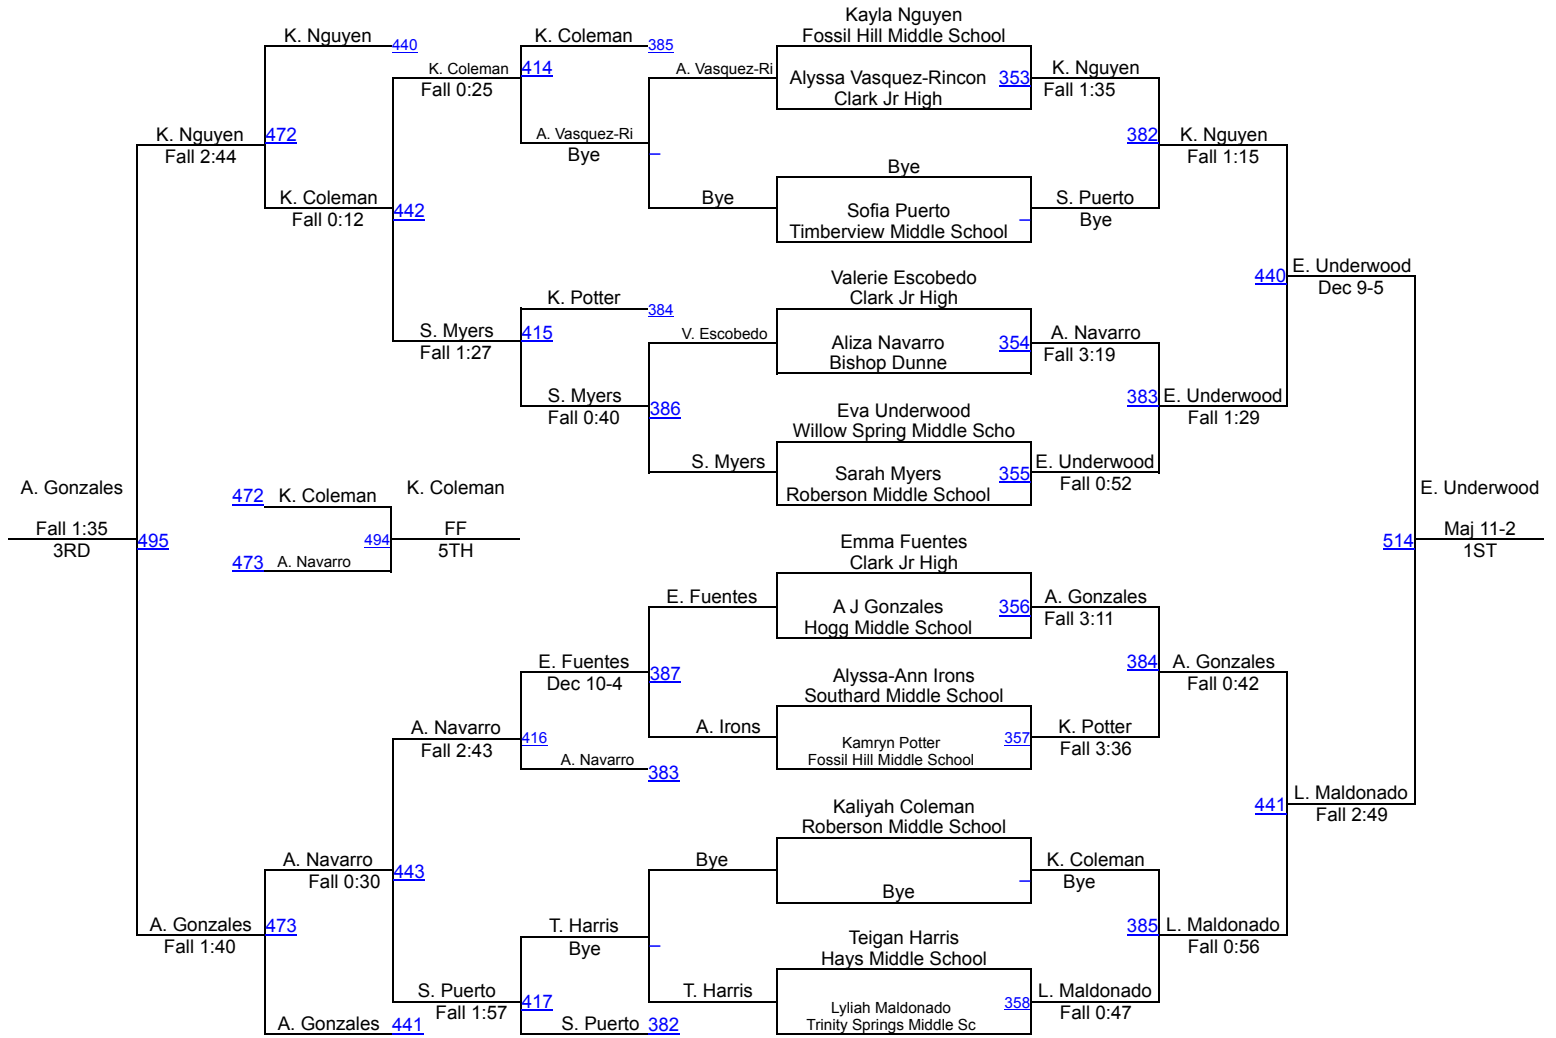 Kayla Nguyen
K. Nguyen
440
K. Coleman
385
Fossil Hill Middle School
K. Coleman
414
Fall 0:25
A. Vasquez-Ri
Alyssa Vasquez-Rincon
353
Clark Jr High
K. Nguyen
Fall 1:35
K. Nguyen
472
Fall 2:44
A. Vasquez-Ri
Bye
382
K. Nguyen
Fall 1:15
Bye
K. Coleman
Fall 0:12
442
Bye
Sofia Puerto
Timberview Middle School
S. Puerto
Bye
440
E. Underwood
Dec 9-5
Valerie Escobedo
Clark Jr High
K. Potter
384
S. Myers
Fall 1:27
415
V. Escobedo
Aliza Navarro
354
Bishop Dunne
A. Navarro
Fall 3:19
S. Myers
Fall 0:40
386
383
E. Underwood
Fall 1:29
Eva Underwood
Willow Spring Middle Scho
S. Myers
Sarah Myers
355
Roberson Middle School
E. Underwood
Fall 0:52
A. Gonzales
472
K. Coleman
K. Coleman
E. Underwood
Fall 1:35
3RD
495
494
FF
5TH
514
Maj 11-2
1ST
473
A. Navarro
Emma Fuentes
Clark Jr High
E. Fuentes
A J Gonzales
356
Hogg Middle School
A. Gonzales
Fall 3:11
E. Fuentes
Dec 10-4
387
384
A. Gonzales
Fall 0:42
Alyssa-Ann Irons
Southard Middle School
A. Navarro
Fall 2:43
416
A. Irons
Kamryn Potter
357
Fossil Hill Middle School
K. Potter
Fall 3:36
A. Navarro
383
441
L. Maldonado
Fall 2:49
Kaliyah Coleman
Roberson Middle School
A. Navarro
Fall 0:30
443
Bye
Bye
K. Coleman
Bye
A. Gonzales
Fall 1:40
473
T. Harris
Bye
385
L. Maldonado
Fall 0:56
Teigan Harris
Hays Middle School
S. Puerto
Fall 1:57
417
T. Harris
Lyliah Maldonado
358
Trinity Springs Middle Sc
L. Maldonado
Fall 0:47
A. Gonzales
441
S. Puerto
382